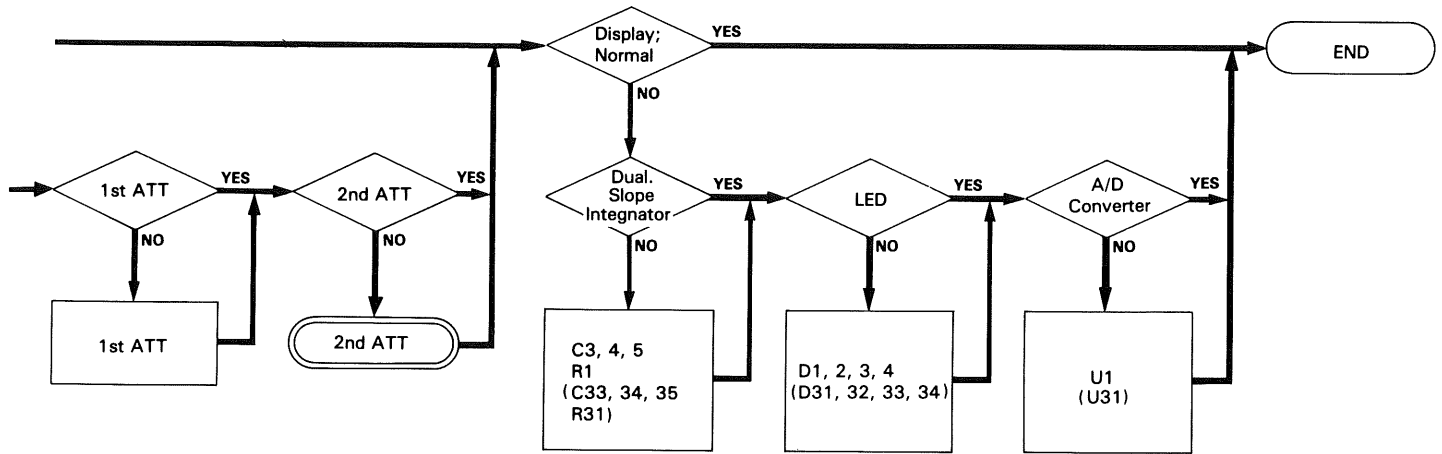 Display;
Normal
YES
NO
END
1st ATT
YES
NO
1st ATT
2nd ATT
YES
NO
2nd ATT
Dual.
Slope
Integnator
YES
NO
C3, 4, 5
R1
(C33, 34, 35
R31)
LED
YES
NO
D1, 2, 3, 4
(D31, 32, 33, 34)
A/D
Converter
YES
NO
U1
(U31)